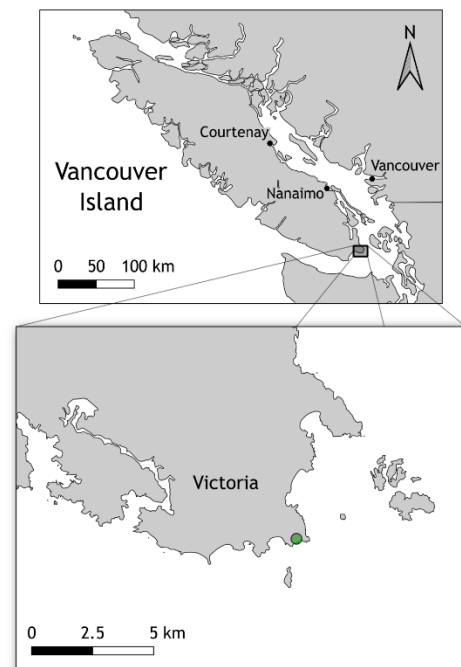 N
Courtenay
Vancouver
Vancouver
Island
Nanaimo
0 50 100 km
Victoria
0 2.5 5 km